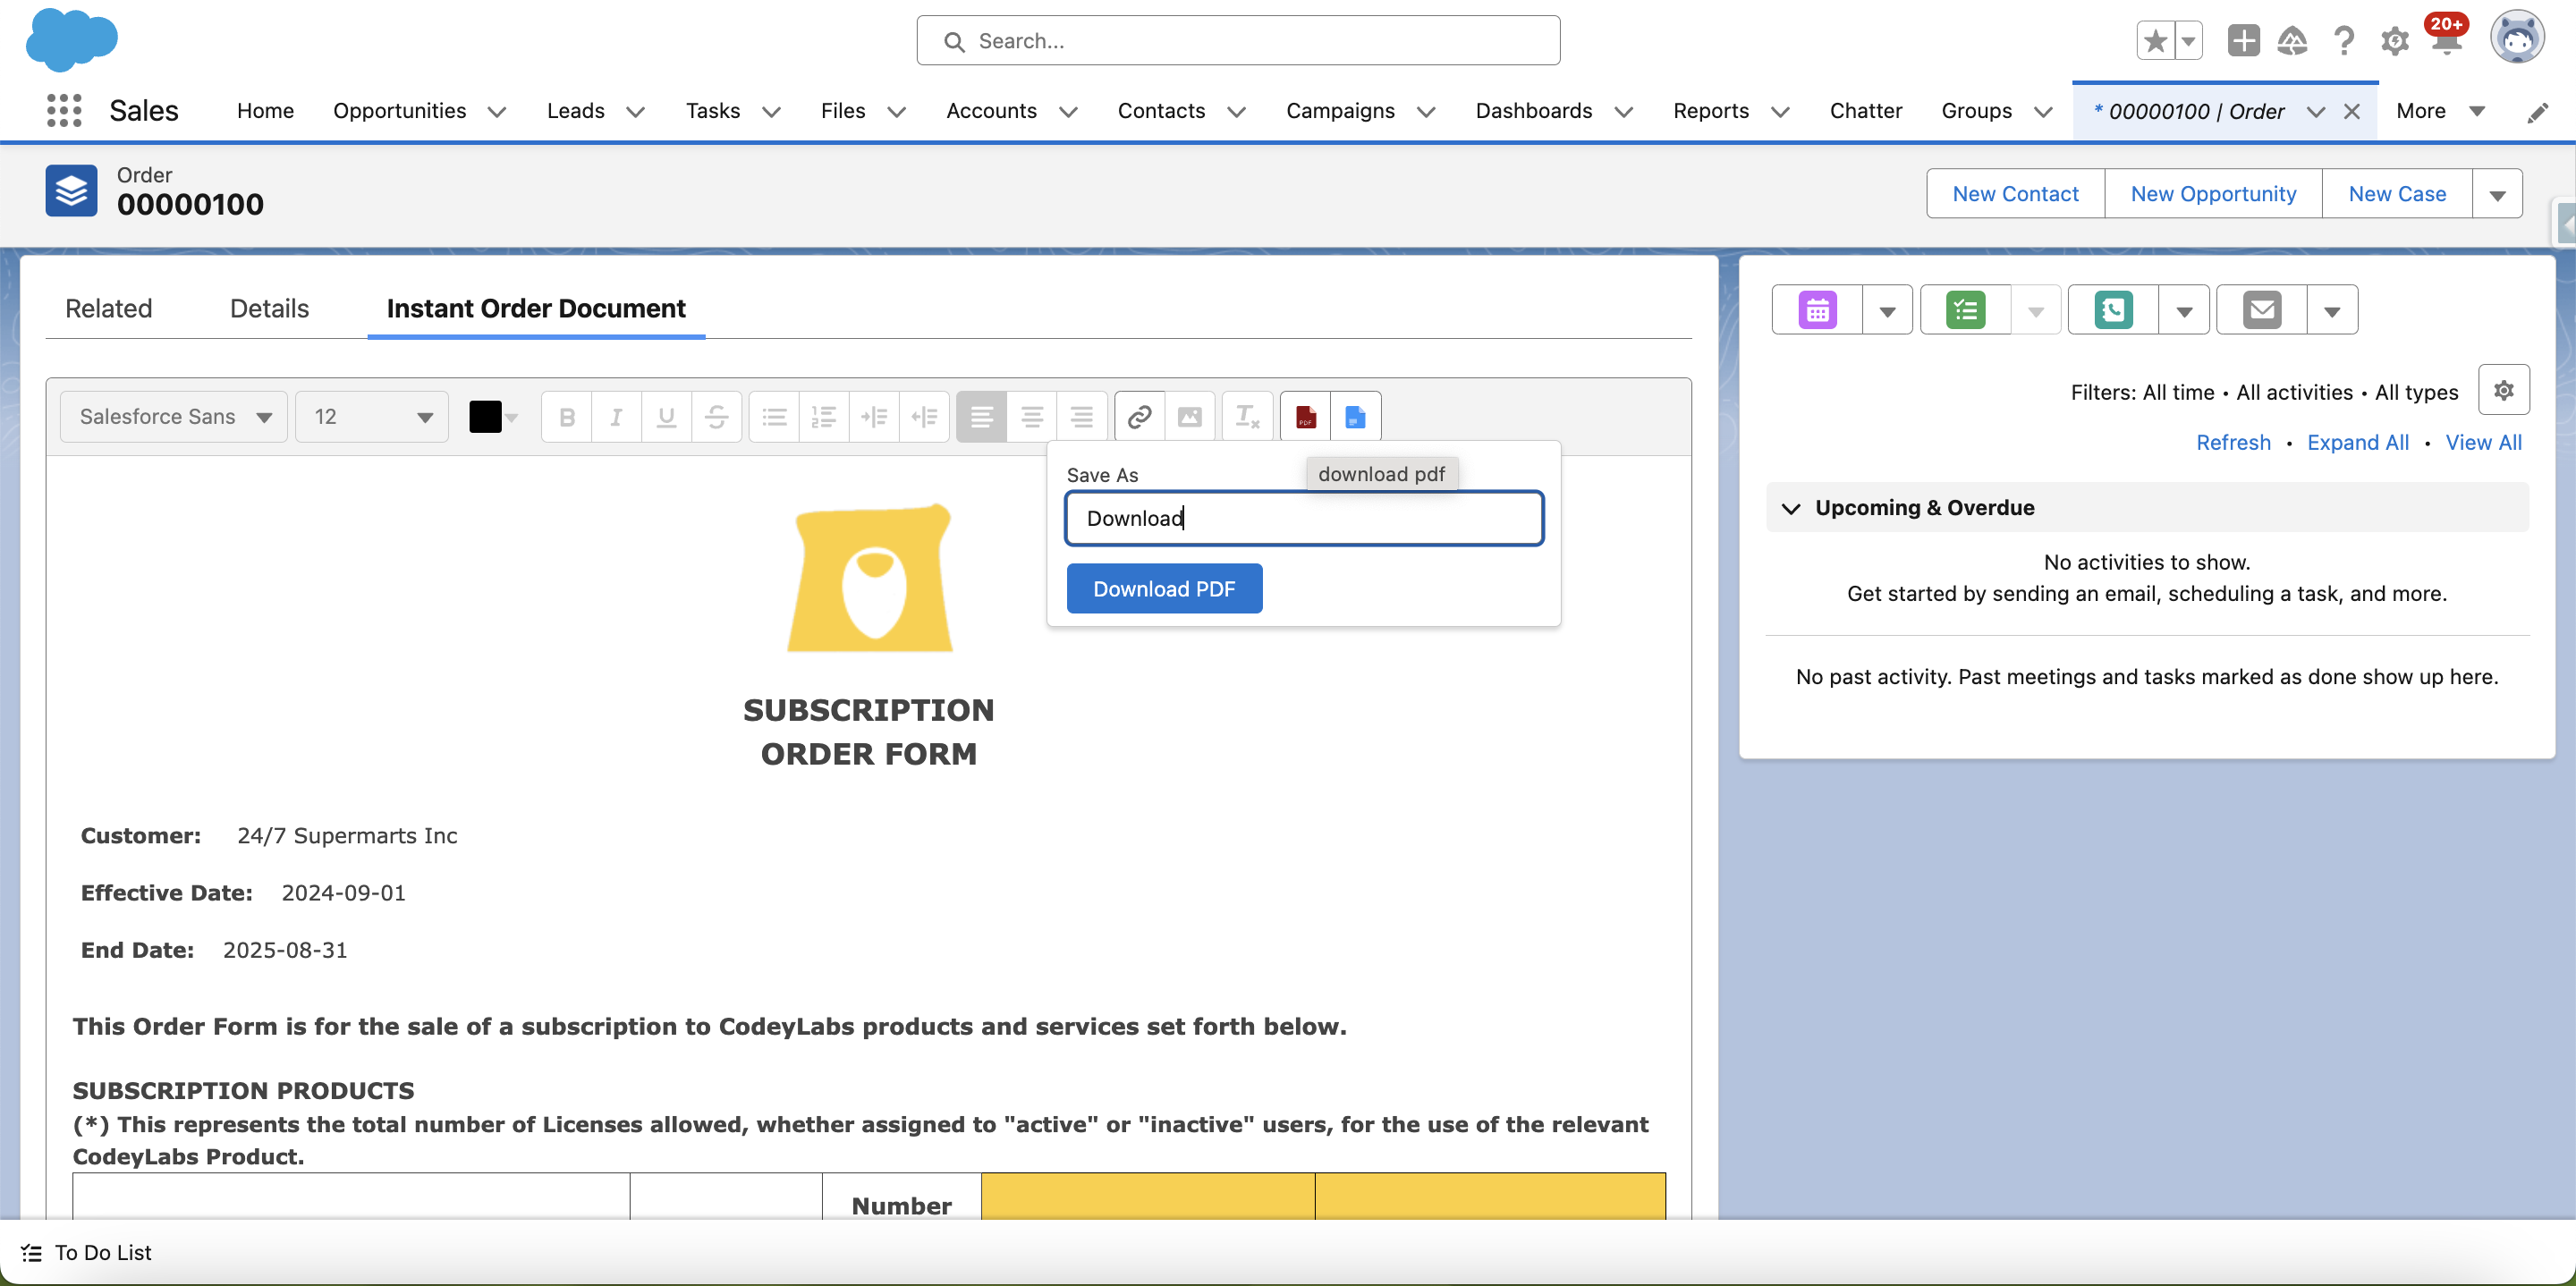 Search...
20+
Sales Home Opportunities Leads Tasks Files Accounts Contacts Campaigns Dashboards Reports Chatter Groups * 00000100 | Order More
Order
00000100
New Contact New Opportunity New Case
Related Details Instant Order Document
Salesforce Sans 12 B I U S PDF
Save As
download pdf
Download
Download PDF
SUBSCRIPTION
ORDER FORM
Customer: 24/7 Supermarts Inc
Effective Date: 2024-09-01
End Date: 2025-08-31
This Order Form is for the sale of a subscription to CodeyLabs products and services set forth below.
SUBSCRIPTION PRODUCTS
(*) This represents the total number of Licenses allowed, whether assigned to "active" or "inactive" users, for the use of the relevant
CodeyLabs Product.
Number
Filters: All time • All activities • All types
Refresh • Expand All • View All
Upcoming & Overdue
No activities to show.
Get started by sending an email, scheduling a task, and more.
No past activity. Past meetings and tasks marked as done show up here.
To Do List